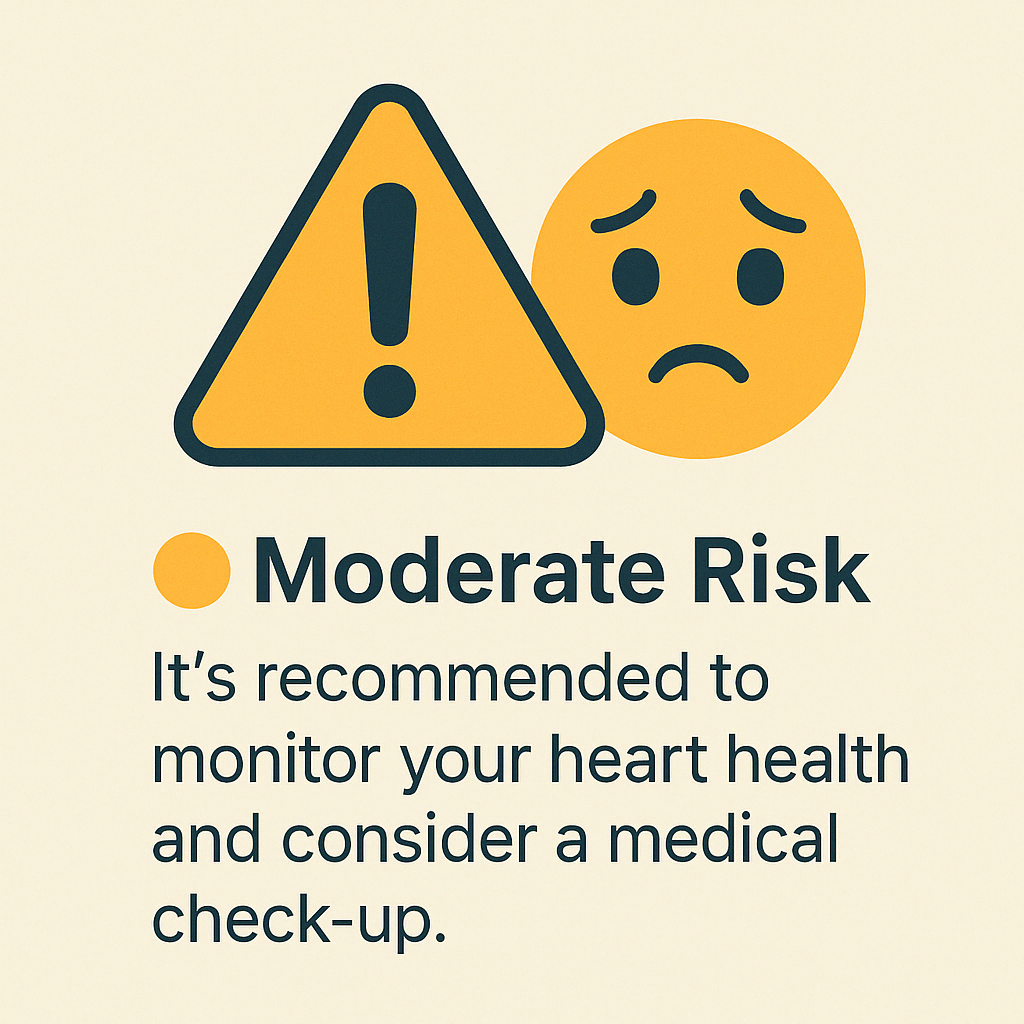 Moderate Risk
It’s recommended to
monitor your heart health
and consider a medical
check-up.